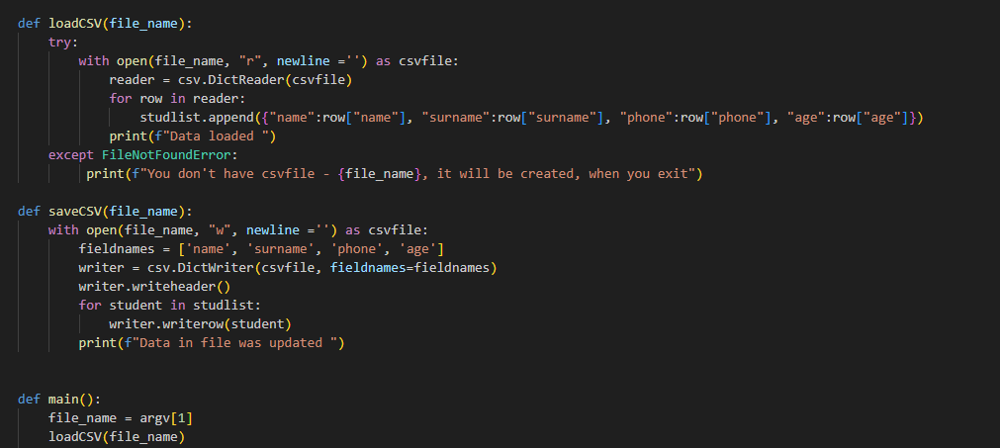 def loadCSV(file_name):
    try:
        with open(file_name, "r", newline ='') as csvfile:
            reader = csv.DictReader(csvfile)
            for row in reader:
                studlist.append({"name":row["name"], "surname":row["surname"], "phone":row["phone"], "age":row["age"]})
            print(f"Data loaded ")
    except FileNotFoundError:
         print(f"You don't have csvfile - {file_name}, it will be created, when you exit")

def saveCSV(file_name):
    with open(file_name, "w", newline ='') as csvfile:
        fieldnames = ['name', 'surname', 'phone', 'age']
        writer = csv.DictWriter(csvfile, fieldnames=fieldnames)
        writer.writeheader()
        for student in studlist:
            writer.writerow(student)
        print(f"Data in file was updated ")


def main():
    file_name = argv[1]
    loadCSV(file_name)